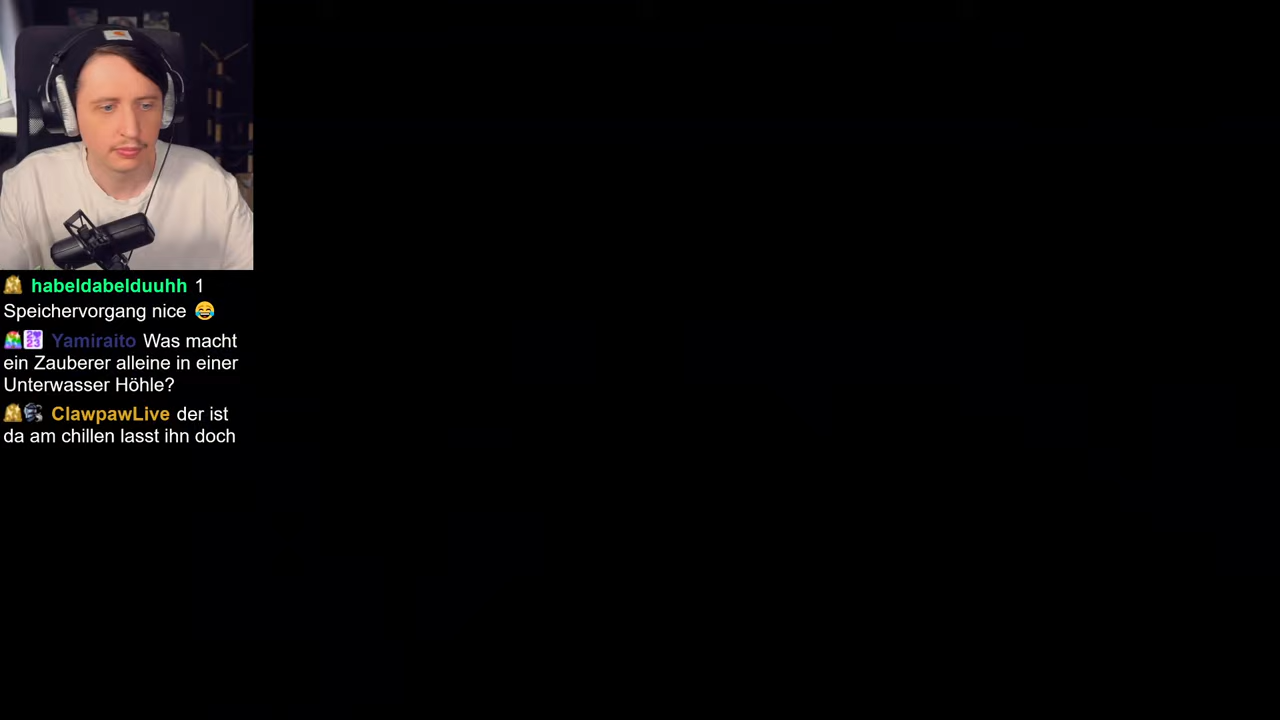 habeldabelduuhh 1
Speichervorgang nice 😂
Yamiraito Was macht
ein Zauberer alleine in einer
Unterwasser Höhle?
ClawpawLive der ist
da am chillen lasst ihn doch